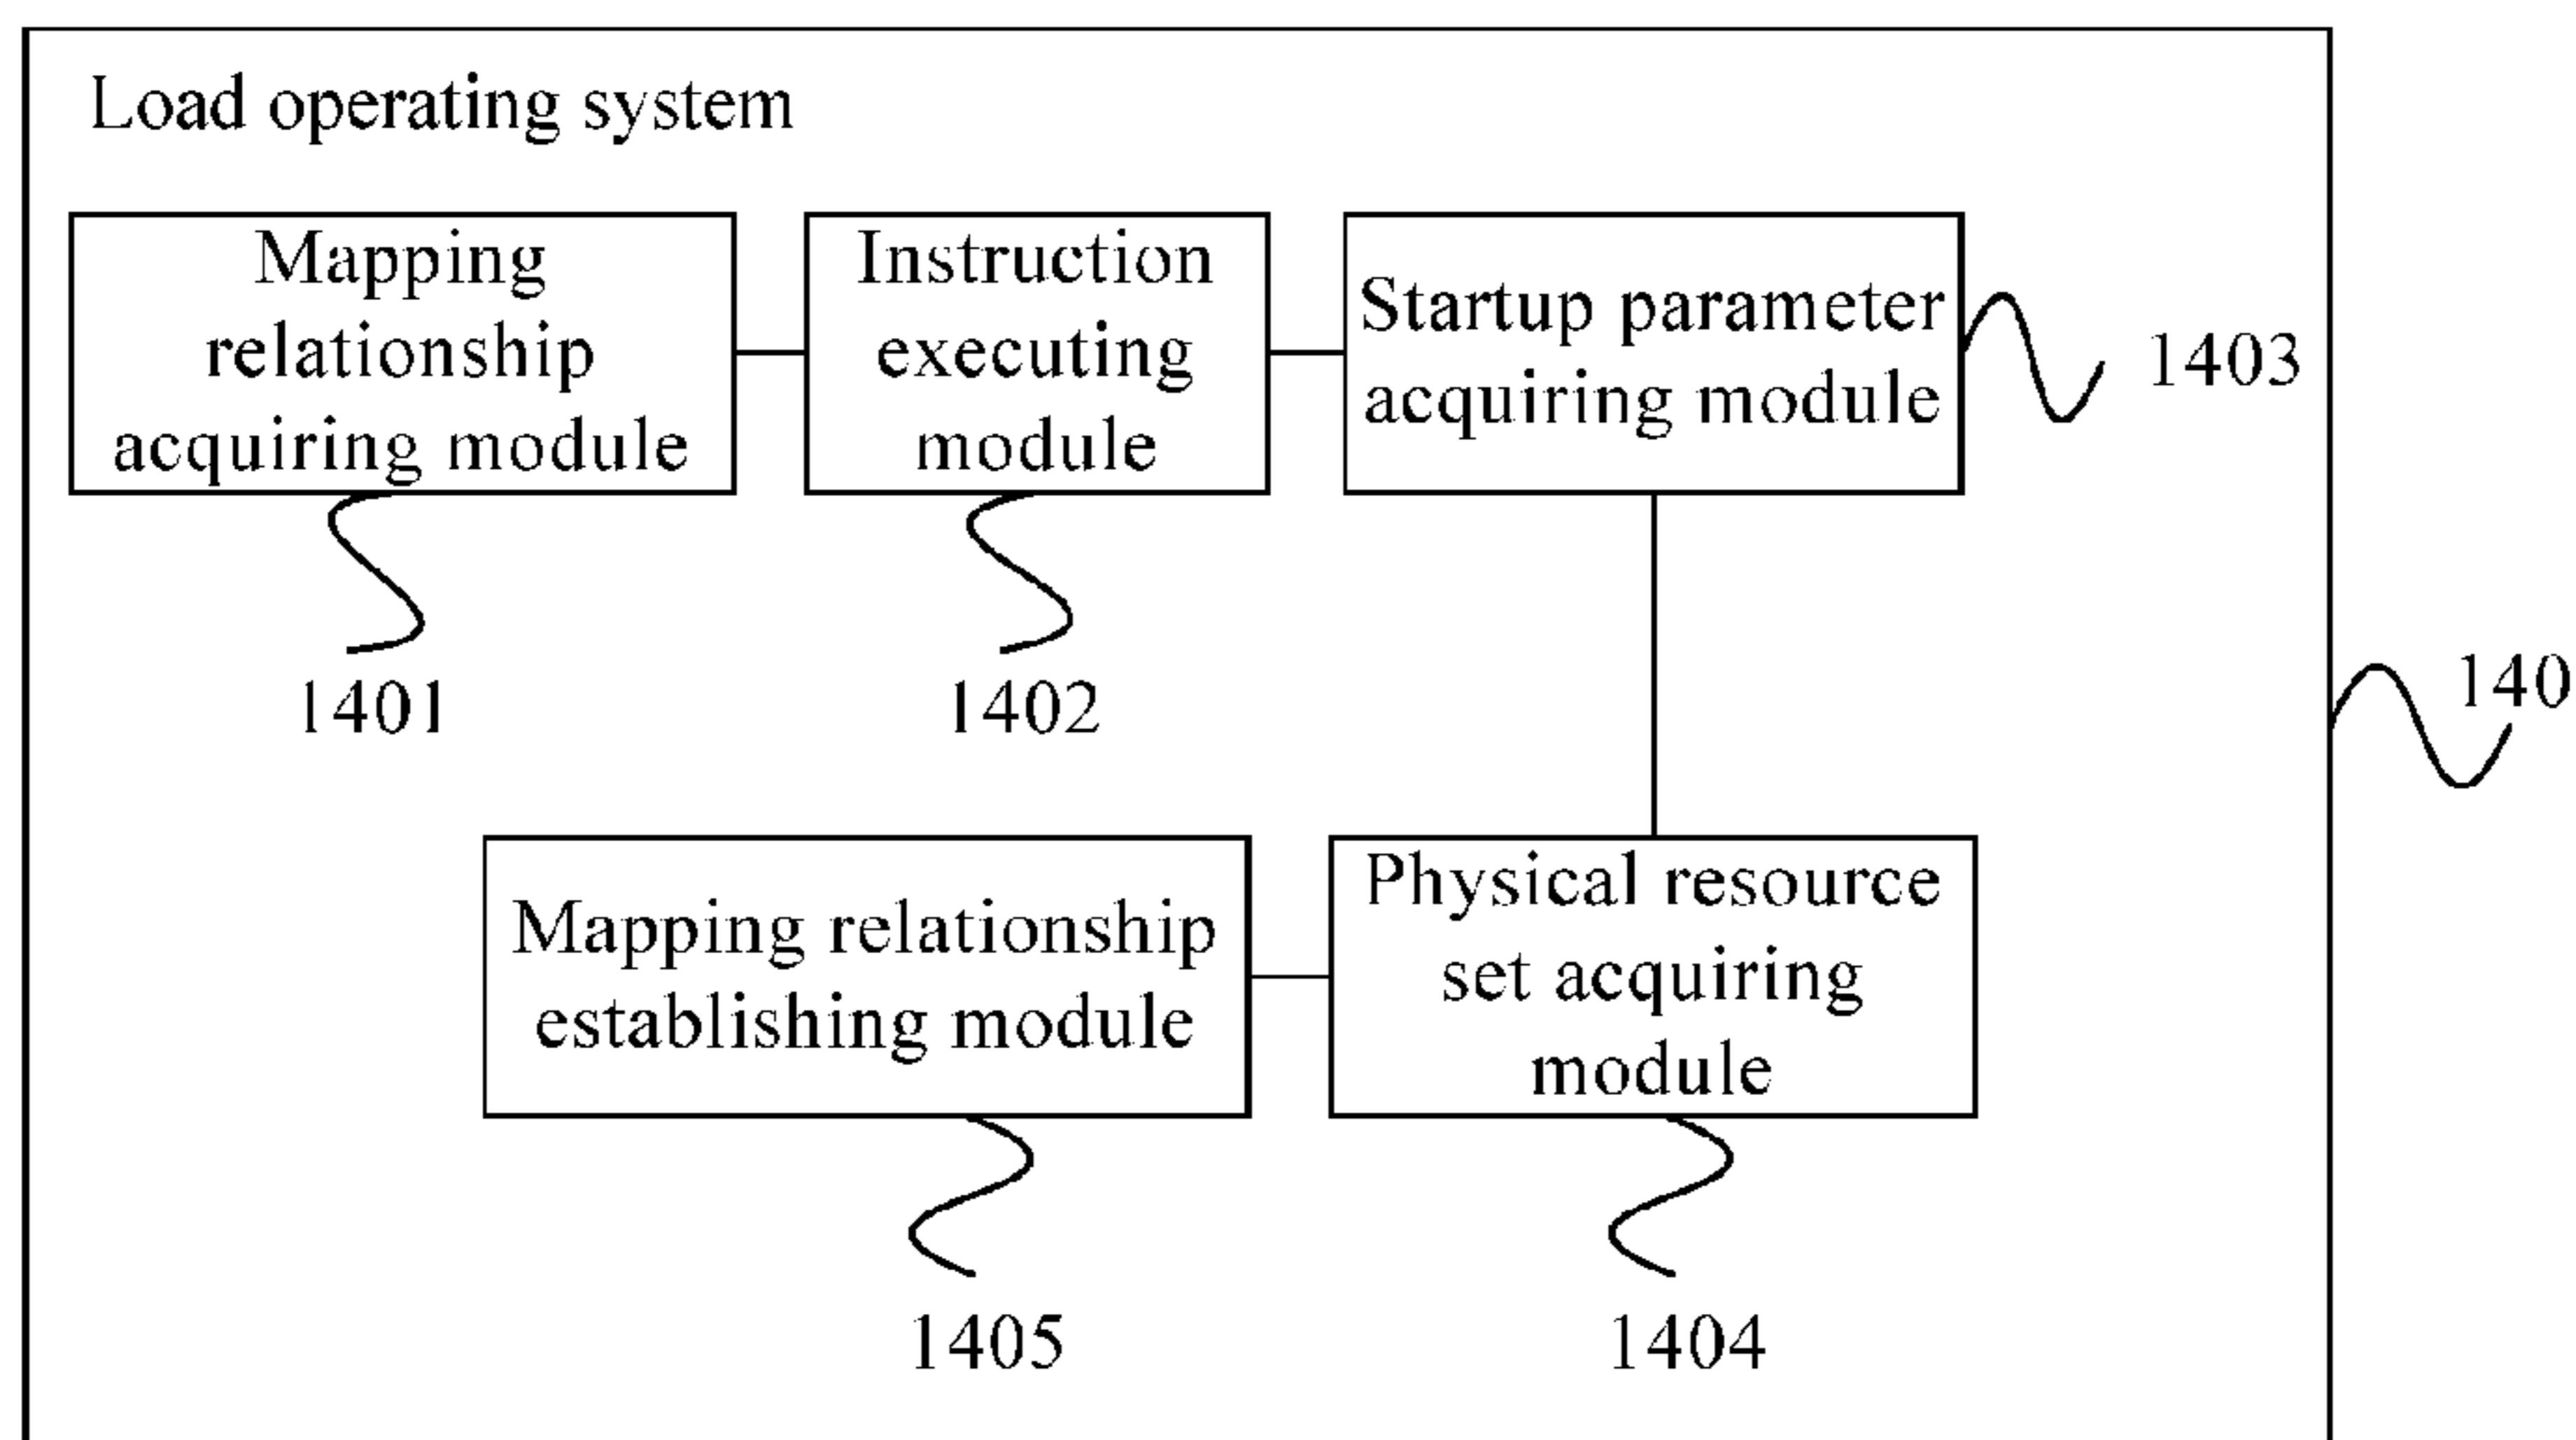 Load operating system
Mapping
relationship
acquiring module
Instruction
executing
module
Startup parameter
acquiring module
1403
1401
1402
140
Mapping relationship
establishing module
Physical resource
set acquiring
module
1405
1404